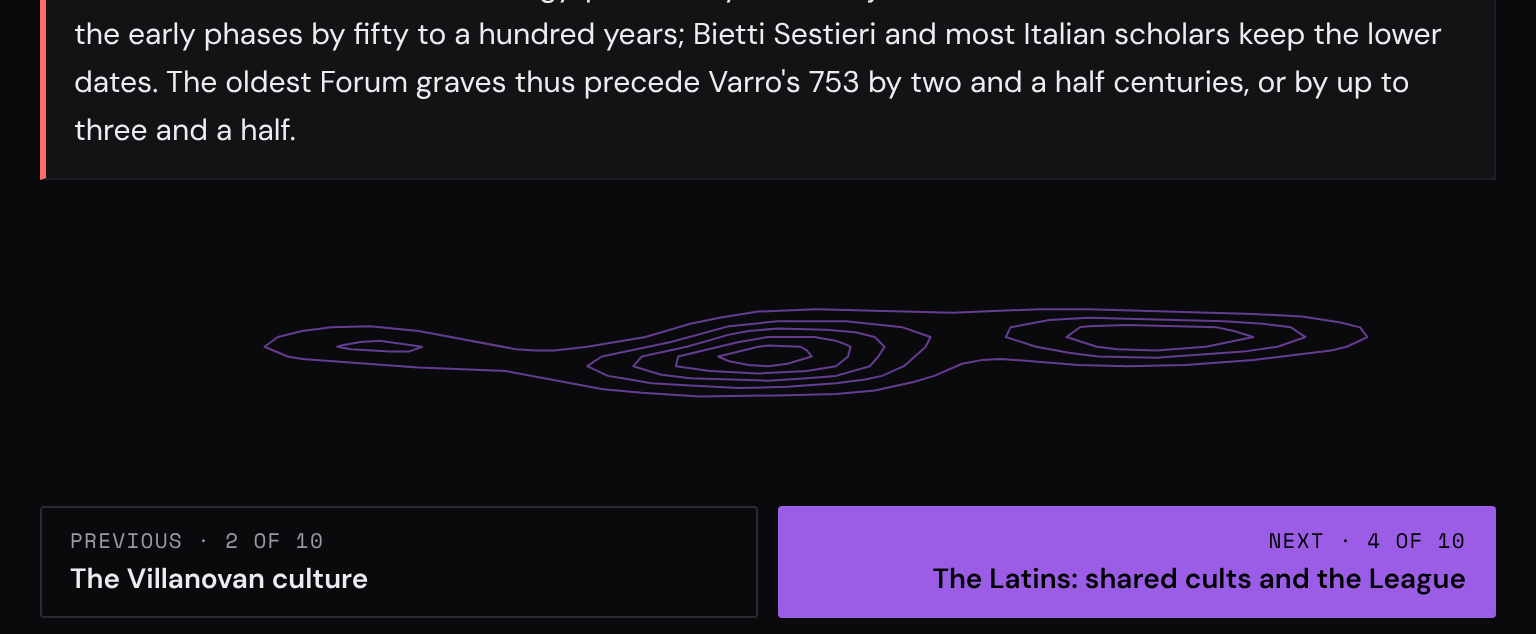 the early phases by fifty to a hundred years; Bietti Sestieri and most Italian scholars keep the lower
dates. The oldest Forum graves thus precede Varro's 753 by two and a half centuries, or by up to
three and a half.
PREVIOUS · 2 OF 10
The Villanovan culture
NEXT · 4 OF 10
The Latins: shared cults and the League